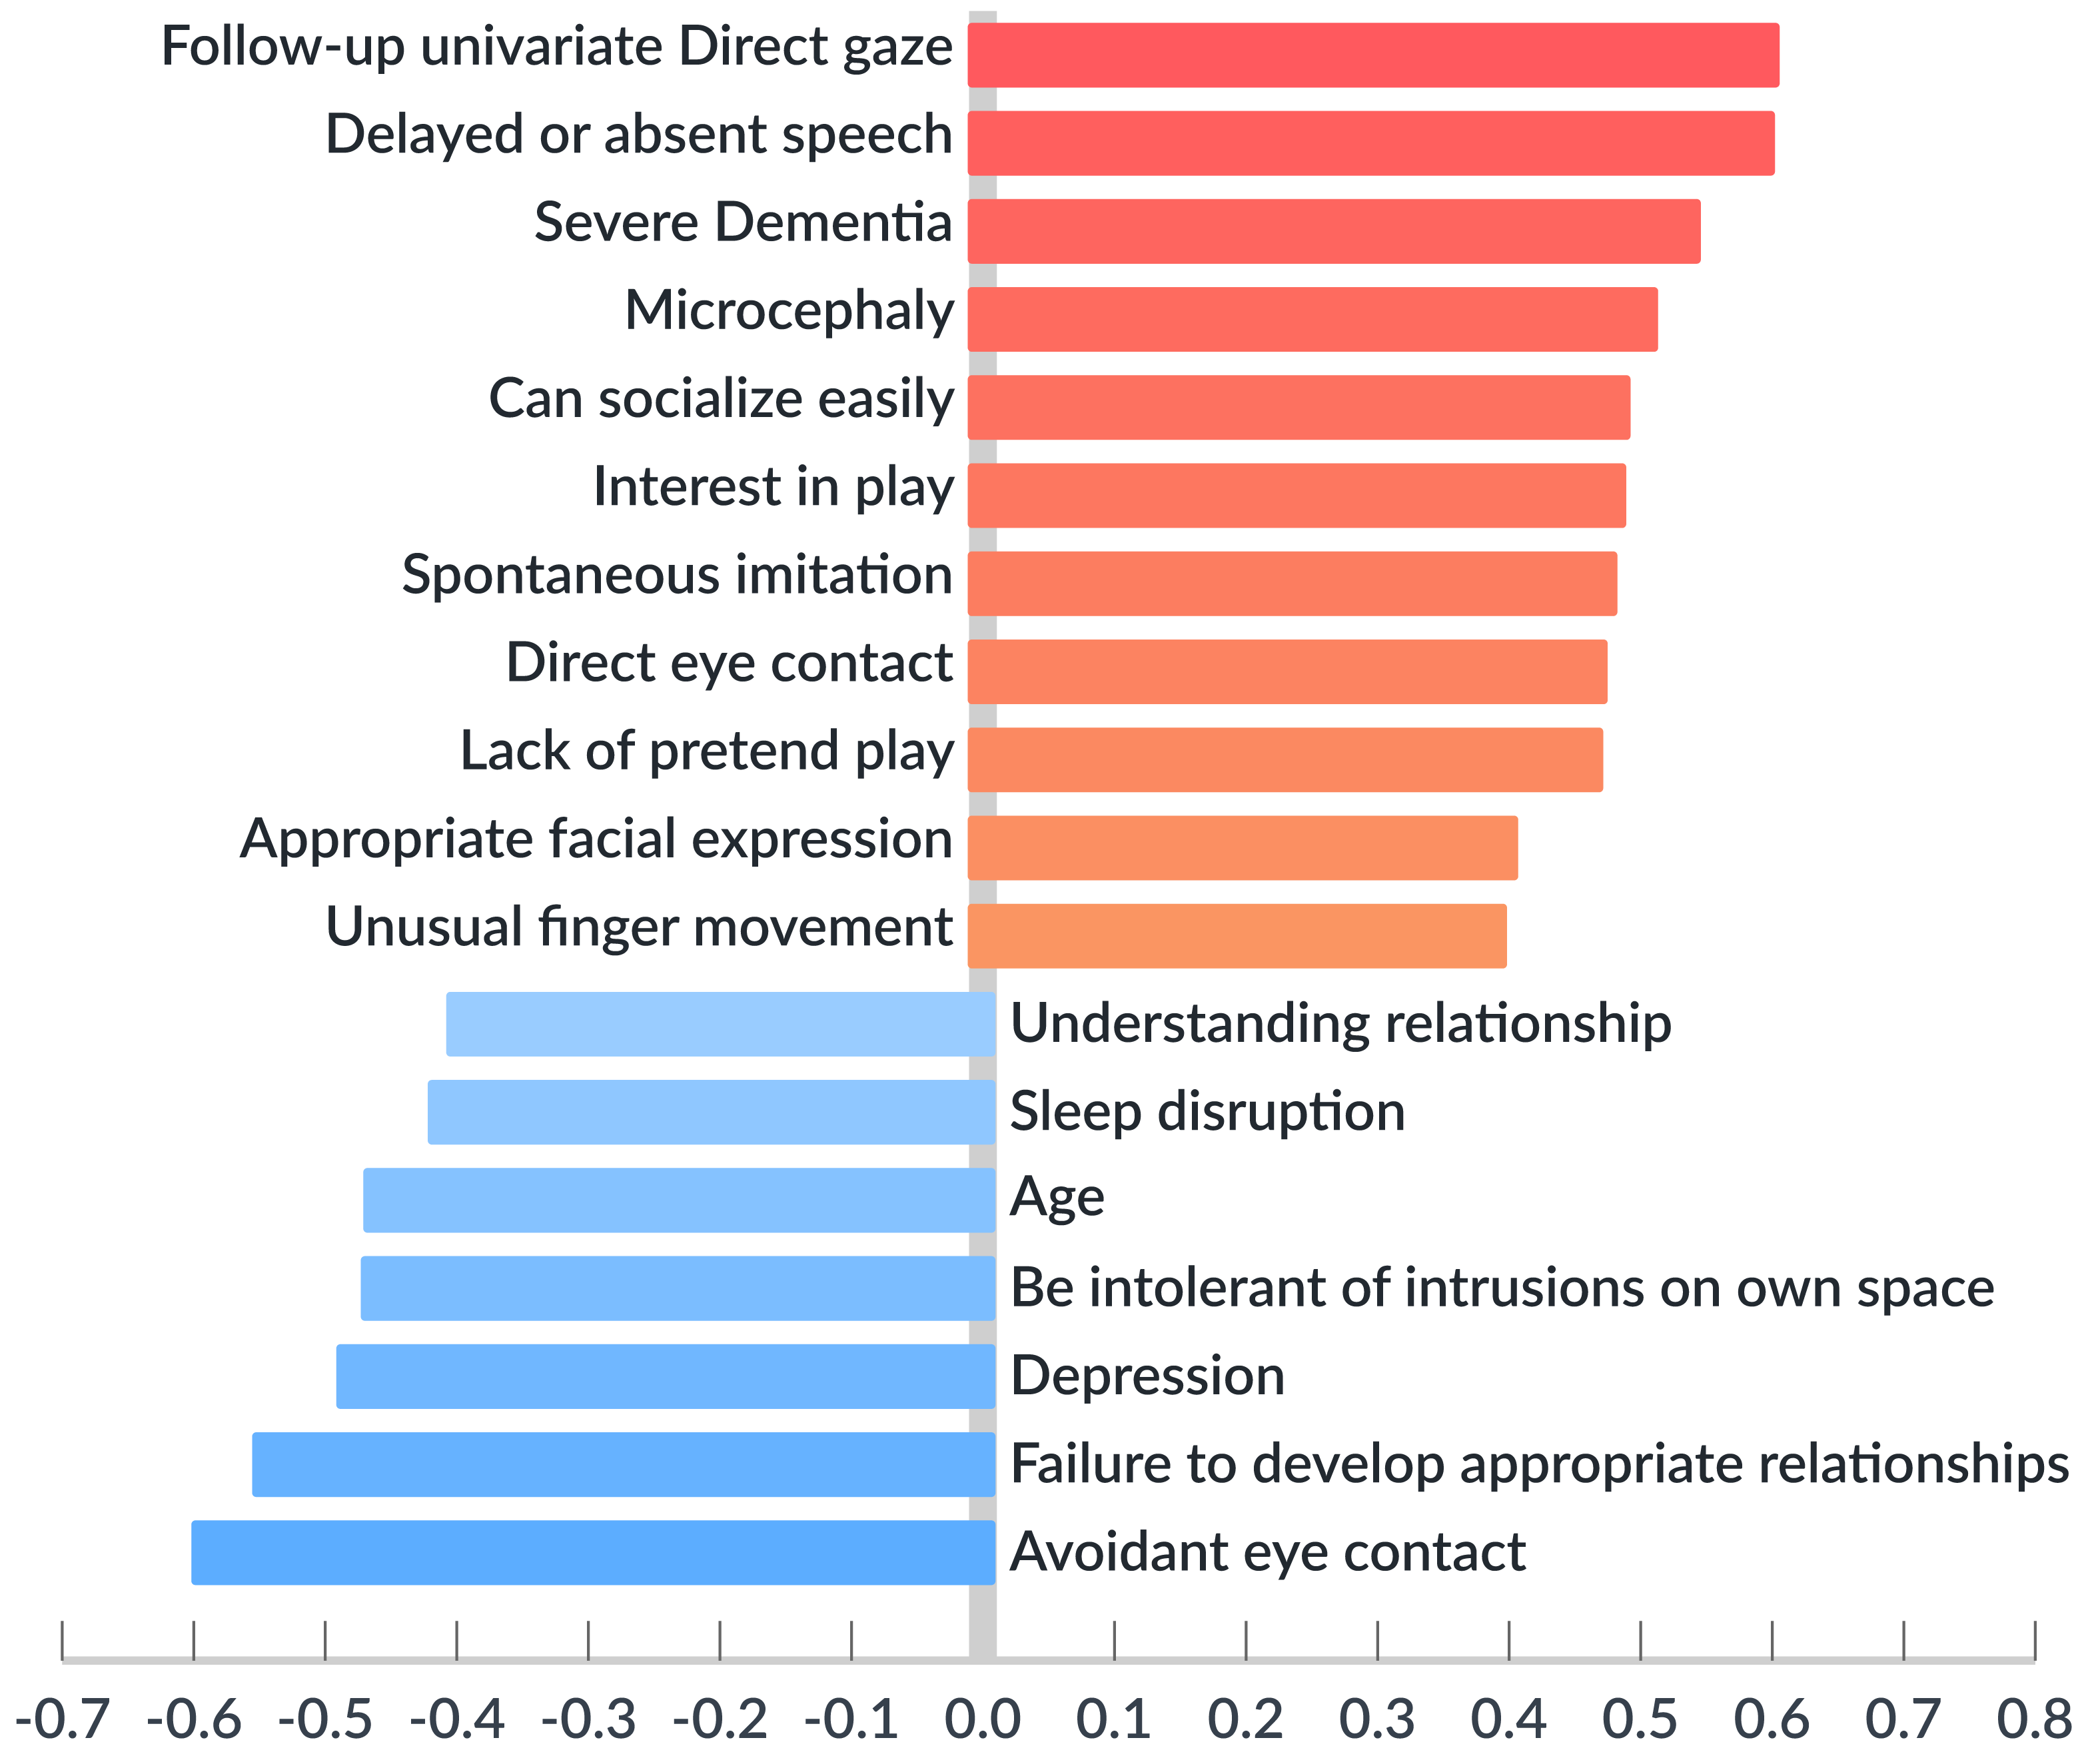 Follow-up univariate Direct gaze
Delayed or absent speech
Severe Dementia
Microcephaly
Can socialize easily
Interest in play
Spontaneous imitation
Direct eye contact
Lack of pretend play
Appropriate facial expression
Unusual finger movement
Understanding relationship
Sleep disruption
Age
Be intolerant of intrusions on own space
Depression
Failure to develop appropriate relationships
Avoidant eye contact
-0.7 -0.6 -0.5 -0.4 -0.3 -0.2 -0.1 0.0 0.1 0.2 0.3 0.4 0.5 0.6 0.7 0.8